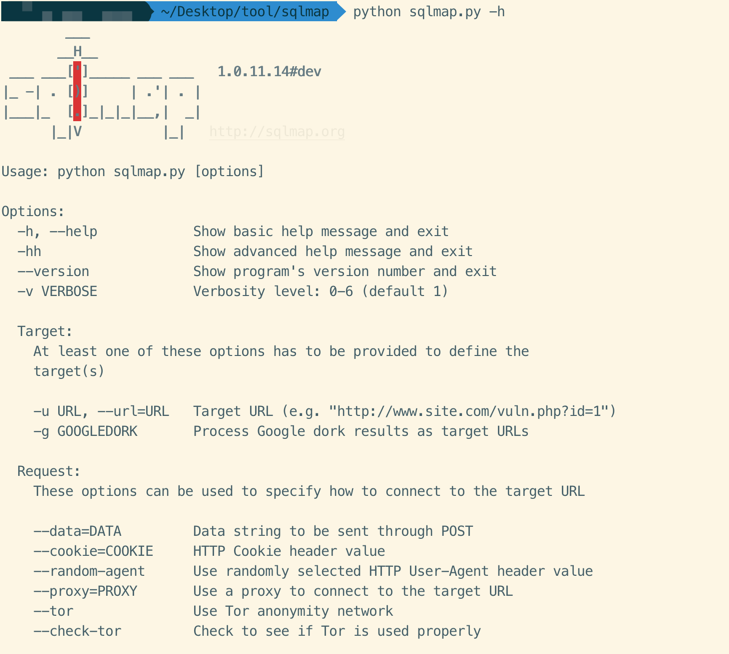 ~/Desktop/tool/sqlmap python sqlmap.py -h
        ___
       __H__
 ___ ___[ ]_____ ___ ___   1.0.11.14#dev
|_ -| . [ ]     | .'| . |
|___|_  [ ]_|_|_|__,|  _|
      |_|V          |_|   http://sqlmap.org
Usage: python sqlmap.py [options]
Options:
-h, --help Show basic help message and exit
-hh Show advanced help message and exit
--version Show program's version number and exit
-v VERBOSE Verbosity level: 0-6 (default 1)
Target:
At least one of these options has to be provided to define the
target(s)
-u URL, --url=URL Target URL (e.g. "http://www.site.com/vuln.php?id=1")
-g GOOGLEDORK Process Google dork results as target URLs
Request:
These options can be used to specify how to connect to the target URL
--data=DATA Data string to be sent through POST
--cookie=COOKIE HTTP Cookie header value
--random-agent Use randomly selected HTTP User-Agent header value
--proxy=PROXY Use a proxy to connect to the target URL
--tor Use Tor anonymity network
--check-tor Check to see if Tor is used properly